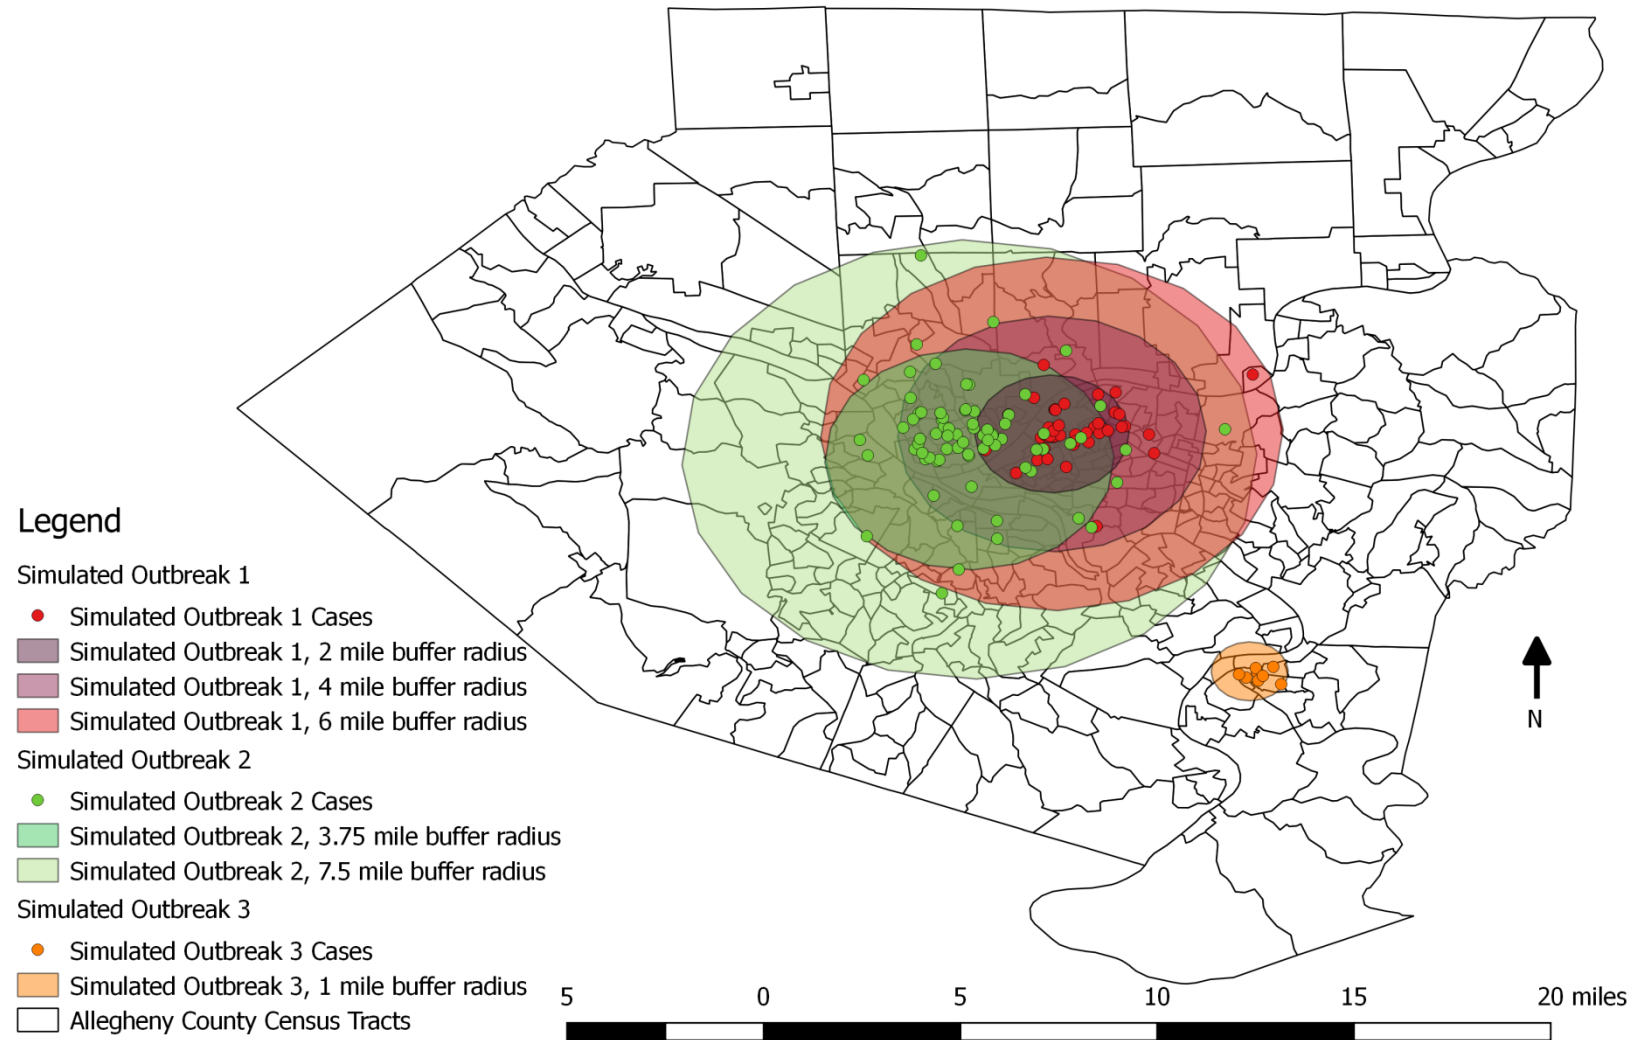 Legend
Simulated Outbreak 1
Simulated Outbreak 1 Cases
Simulated Outbreak 1, 2 mile buffer radius
Simulated Outbreak 1, 4 mile buffer radius
Simulated Outbreak 1, 6 mile buffer radius
Simulated Outbreak 2
Simulated Outbreak 2 Cases
Simulated Outbreak 2, 3.75 mile buffer radius
Simulated Outbreak 2, 7.5 mile buffer radius
Simulated Outbreak 3
Simulated Outbreak 3 Cases
Simulated Outbreak 3, 1 mile buffer radius
Allegheny County Census Tracts
N
5 0 5 10 15 20 miles